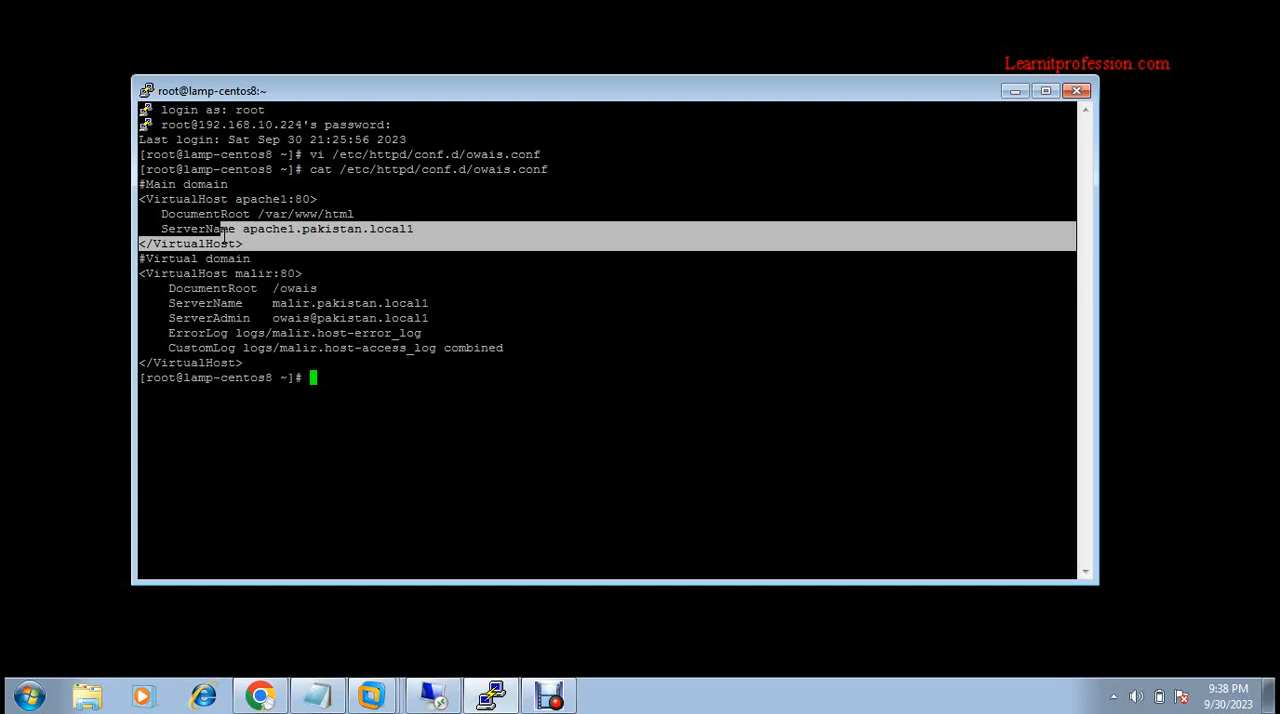 Learnitprofession.com
root@lamp-centos8:~
login as: root
root@192.168.10.224's password:
Last login: Sat Sep 30 21:25:56 2023
[root@lamp-centos8 ~]# vi /etc/httpd/conf.d/owais.conf
[root@lamp-centos8 ~]# cat /etc/httpd/conf.d/owais.conf
#Main domain
<VirtualHost apache1:80>
DocumentRoot /var/www/html
ServerName apache1.pakistan.local1
</VirtualHost>
#Virtual domain
<VirtualHost malir:80>
DocumentRoot /owais
ServerName malir.pakistan.local1
ServerAdmin owais@pakistan.local1
ErrorLog logs/malir.host-error_log
CustomLog logs/malir.host-access_log combined
</VirtualHost>
[root@lamp-centos8 ~]#
9:38 PM
9/30/2023